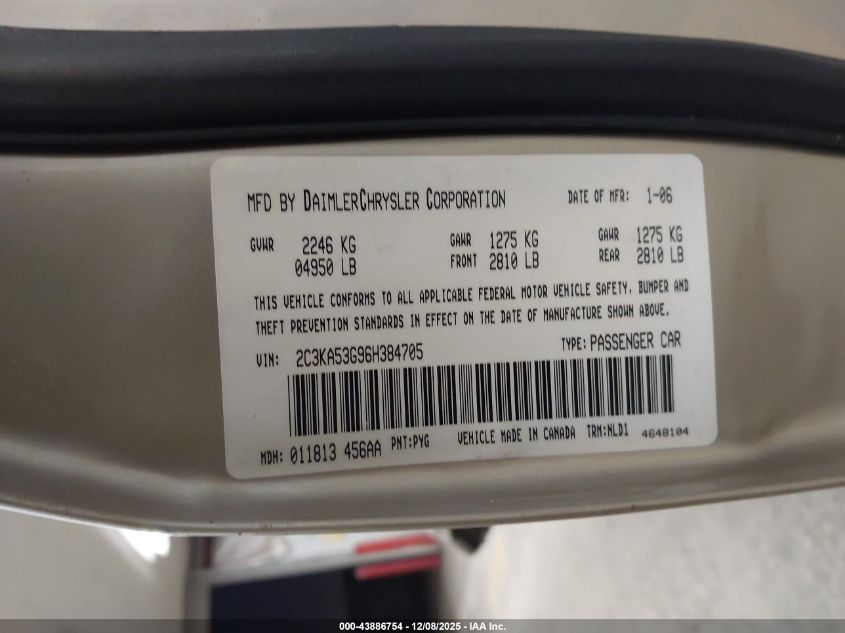 MFD BY DAIMLERCHRYSLER CORPORATION DATE OF MFR: 1-06
GVWR 2246 KG GAWR 1275 KG GAWR 1275 KG
04950 LB FRONT 2810 LB REAR 2810 LB
THIS VEHICLE CONFORMS TO ALL APPLICABLE FEDERAL MOTOR VEHICLE SAFETY, BUMPER AND
THEFT PREVENTION STANDARDS IN EFFECT ON THE DATE OF MANUFACTURE SHOWN ABOVE.
VIN: 2C3KA53G96H384705 TYPE: PASSENGER CAR
MDH: 011813 456AA PNT:PYG VEHICLE MADE IN CANADA TRM:NLD1 4648104
000-43886754 - 12/08/2025 - IAA Inc.